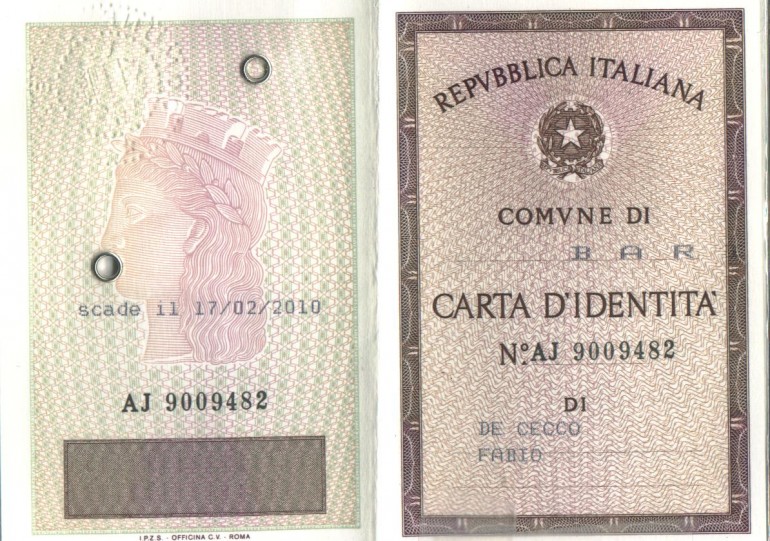 scade il 17/02/2010
AJ 9009482
I.P.Z.S. - OFFICINA C.V. - ROMA
REPVBBLICA ITALIANA
COMVNE DI
BAR
CARTA D'IDENTITA'
N°. AJ 9009482
DI
DE CECCO
FABIO